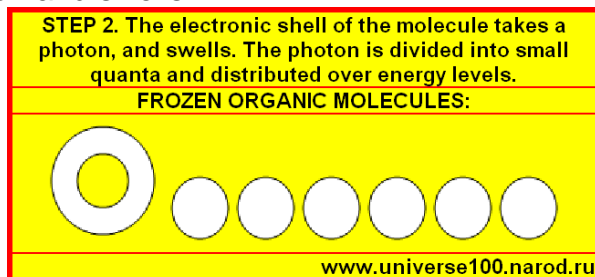 STEP 2. The electronic shell of the molecule takes a
photon, and swells. The photon is divided into small
quanta and distributed over energy levels.
FROZEN ORGANIC MOLECULES:
www.universe100.narod.ru